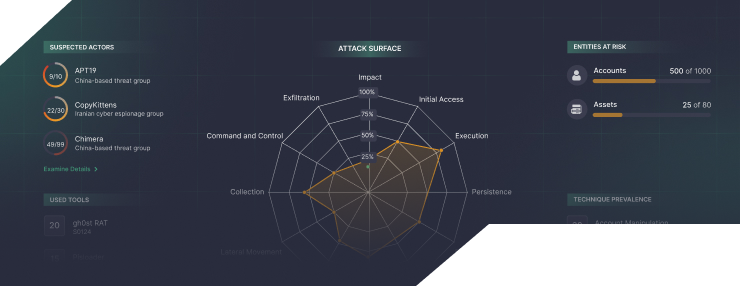 SUSPECTED ACTORS
9/10
APT19
China-based threat group
22/30
CopyKittens
Iranian cyber espionage group
49/99
Chimera
China-based threat group
Examine Details >
USED TOOLS
20
gh0st RAT
ATTACK SURFACE
Impact
100%
75%
50%
25%
Exfiltration
Initial Access
Command and Control
Execution
Collection
Persistence
Lateral Movement
ENTITIES AT RISK
Accounts
500 of 1000
Assets
25 of 80
TECHNIQUE PREVALENCE
Account Manipulation